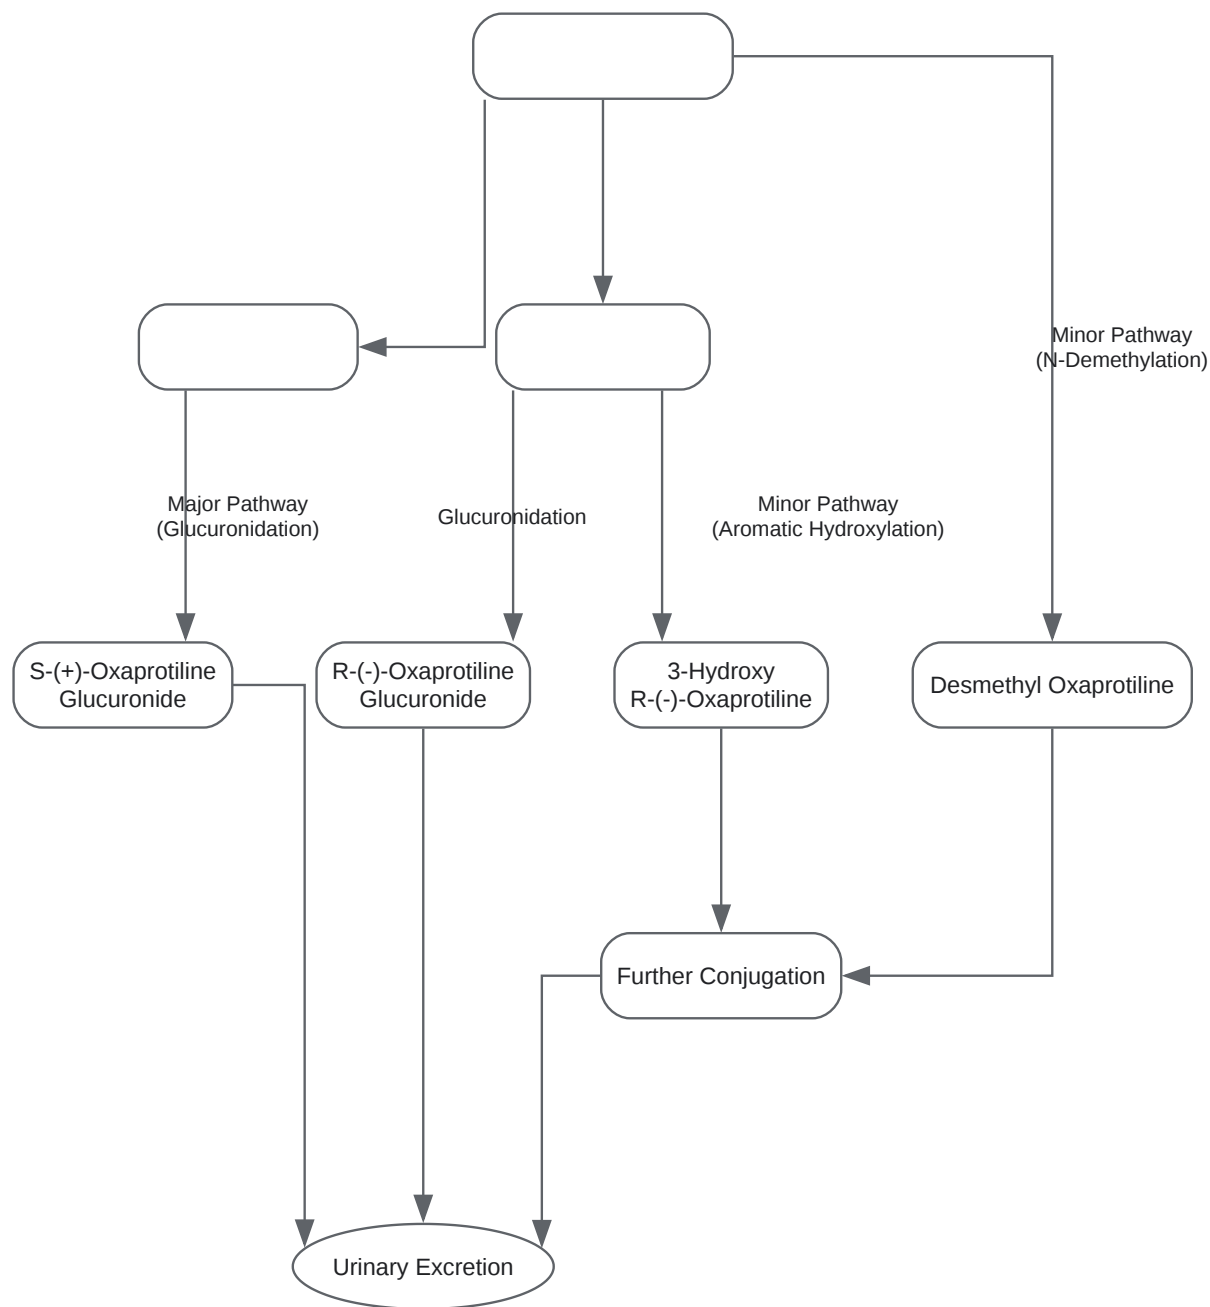 Minor Pathway
(N-Demethylation)
Major Pathway
(Glucuronidation)
Glucuronidation
Minor Pathway
(Aromatic Hydroxylation)
S-(+)-Oxaprotiline
Glucuronide
R-(-)-Oxaprotiline
Glucuronide
3-Hydroxy
R-(-)-Oxaprotiline
Desmethyl Oxaprotiline
Further Conjugation
Urinary Excretion